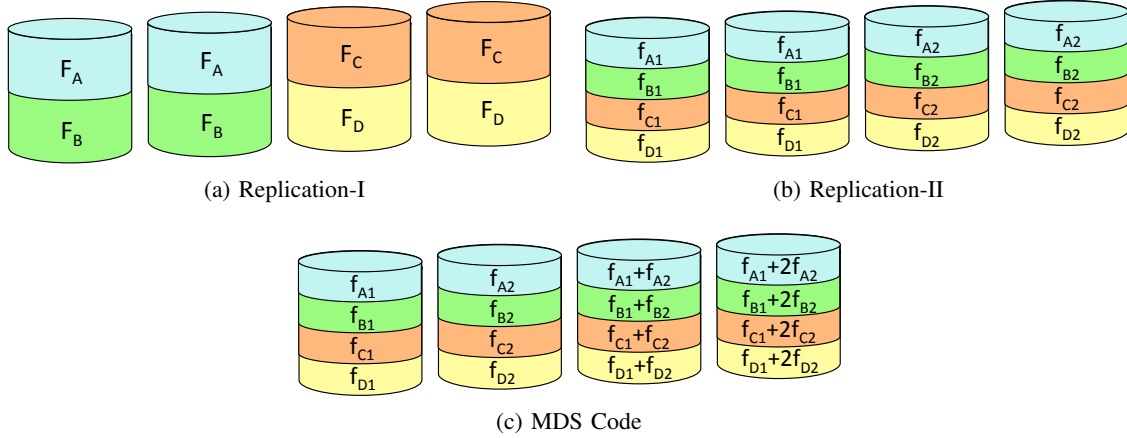 F_A F_A F_C F_C
F_B F_B F_D F_D
(a) Replication-I
f_A1 f_A1 f_A2 f_A2
f_B1 f_B1 f_B2 f_B2
f_C1 f_C1 f_C2 f_C2
f_D1 f_D1 f_D2 f_D2
(b) Replication-II
f_A1 f_A2 f_A1+f_A2 f_A1+2f_A2
f_B1 f_B2 f_B1+f_B2 f_B1+2f_B2
f_C1 f_C2 f_C1+f_C2 f_C1+2f_C2
f_D1 f_D2 f_D1+f_D2 f_D1+2f_D2
(c) MDS Code